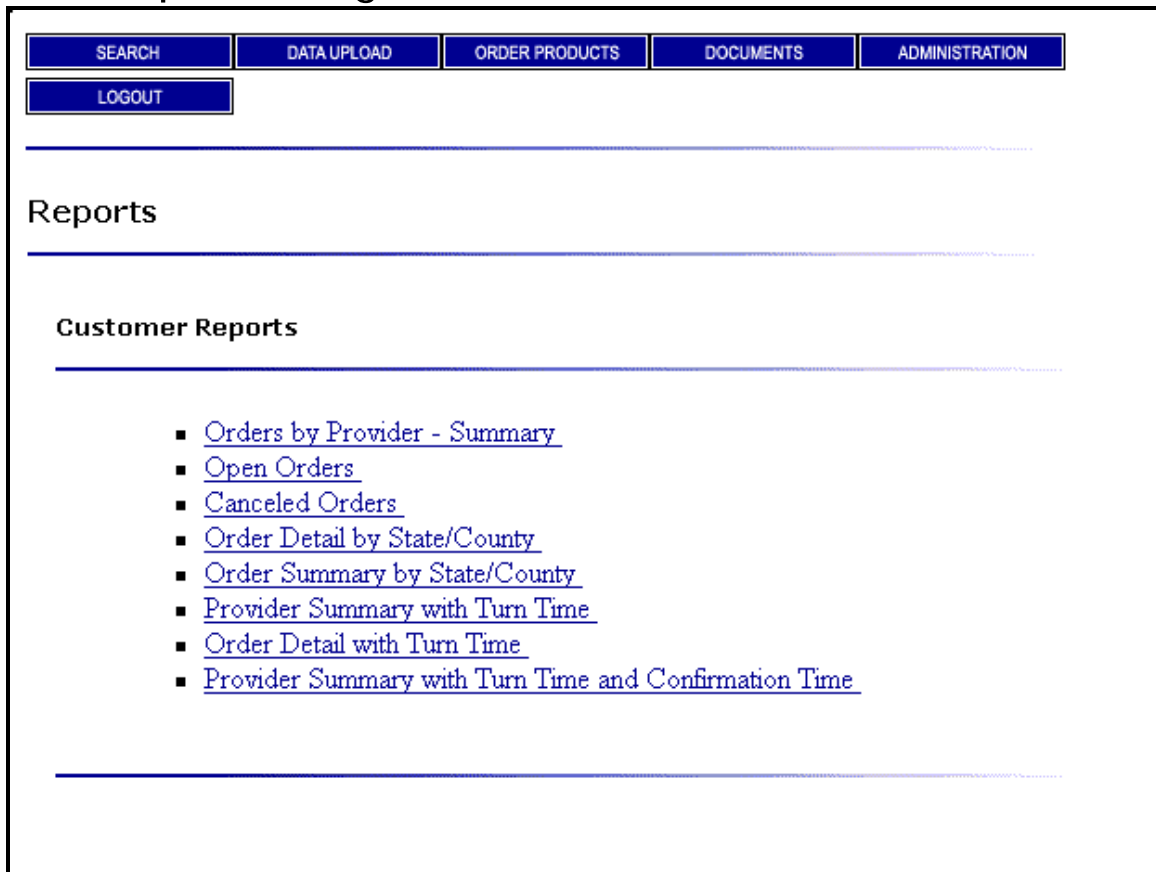 SEARCH DATA UPLOAD ORDER PRODUCTS DOCUMENTS ADMINISTRATION
LOGOUT
Reports
Customer Reports
Orders by Provider - Summary
Open Orders
Canceled Orders
Order Detail by State/County
Order Summary by State/County
Provider Summary with Turn Time
Order Detail with Turn Time
Provider Summary with Turn Time and Confirmation Time